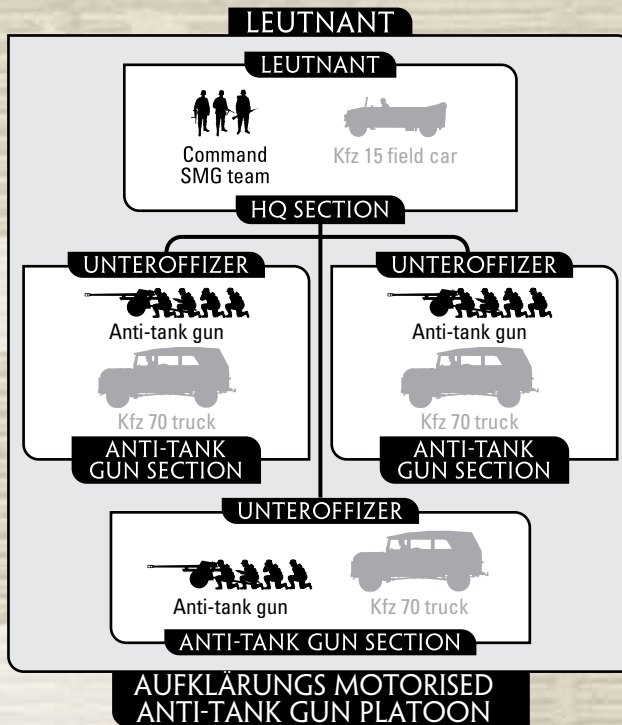 LEUTNANT
LEUTNANT
Command
SMG team
Kfz 15 field car
HQ SECTION
UNTEROFFIZER
Anti-tank gun
Kfz 70 truck
ANTI-TANK
GUN SECTION
UNTEROFFIZER
Anti-tank gun
Kfz 70 truck
ANTI-TANK
GUN SECTION
UNTEROFFIZER
Anti-tank gun
Kfz 70 truck
ANTI-TANK GUN SECTION
AUFKLÄRUNGS MOTORISED
ANTI-TANK GUN PLATOON